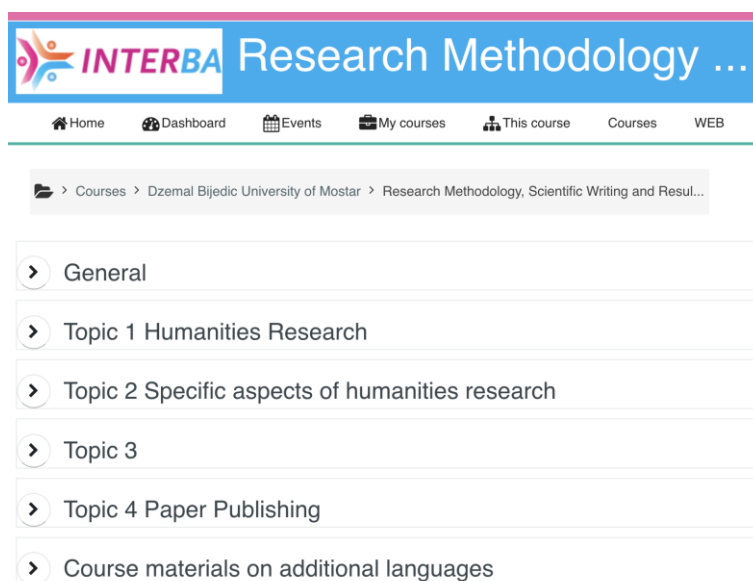 INTERBA Research Methodology ...
Home Dashboard Events My courses This course Courses WEB
> Courses > Dzemal Bijedic University of Mostar > Research Methodology, Scientific Writing and Resul...
General
Topic 1 Humanities Research
Topic 2 Specific aspects of humanities research
Topic 3
Topic 4 Paper Publishing
Course materials on additional languages